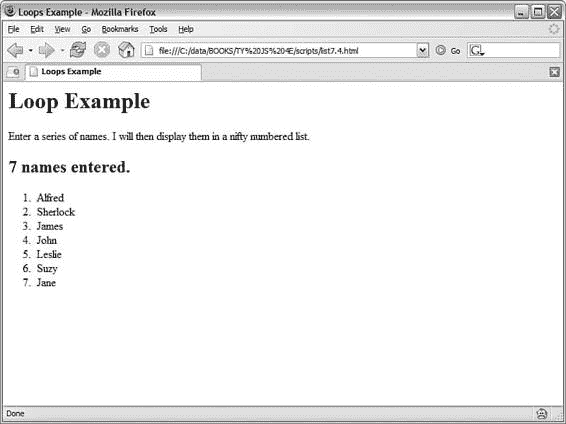 Loops Example - Mozilla Firefox
File Edit View Go Bookmarks Tools Help
file:///C:/data/BOOKS/TY%20JS%204E/scripts/list7.4.html Go
Loops Example
Loop Example
Enter a series of names. I will then display them in a nifty numbered list.
7 names entered.
1. Alfred
2. Sherlock
3. James
4. John
5. Leslie
6. Suzy
7. Jane
Done